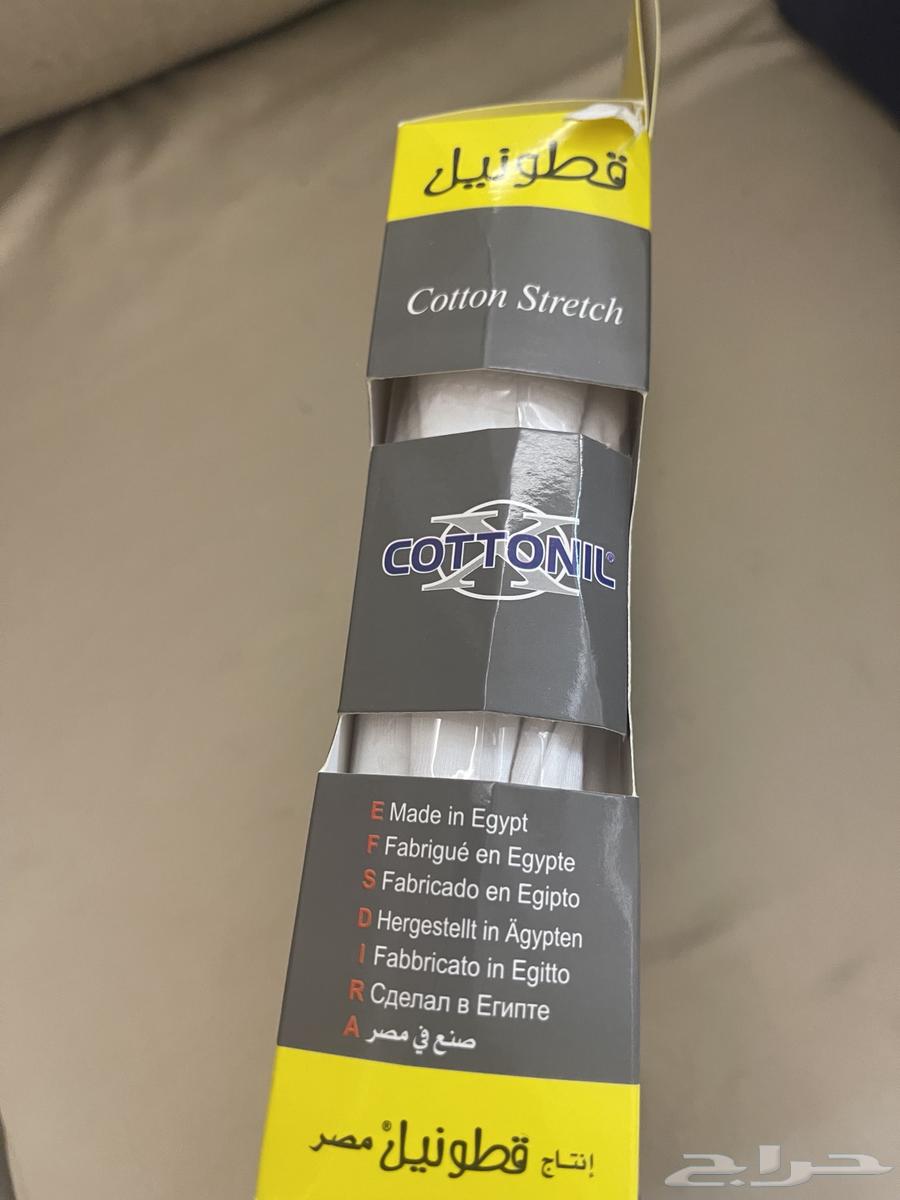 قطونيل
Cotton Stretch
X
COTTONIL®
E Made in Egypt
F Fabrigué en Egypte
S Fabricado en Egipto
D Hergestellt in Ägypten
I Fabbricato in Egitto
R Сделал в Египте
A صنع في مصر
إنتاج قطونيل® مصر
حراج